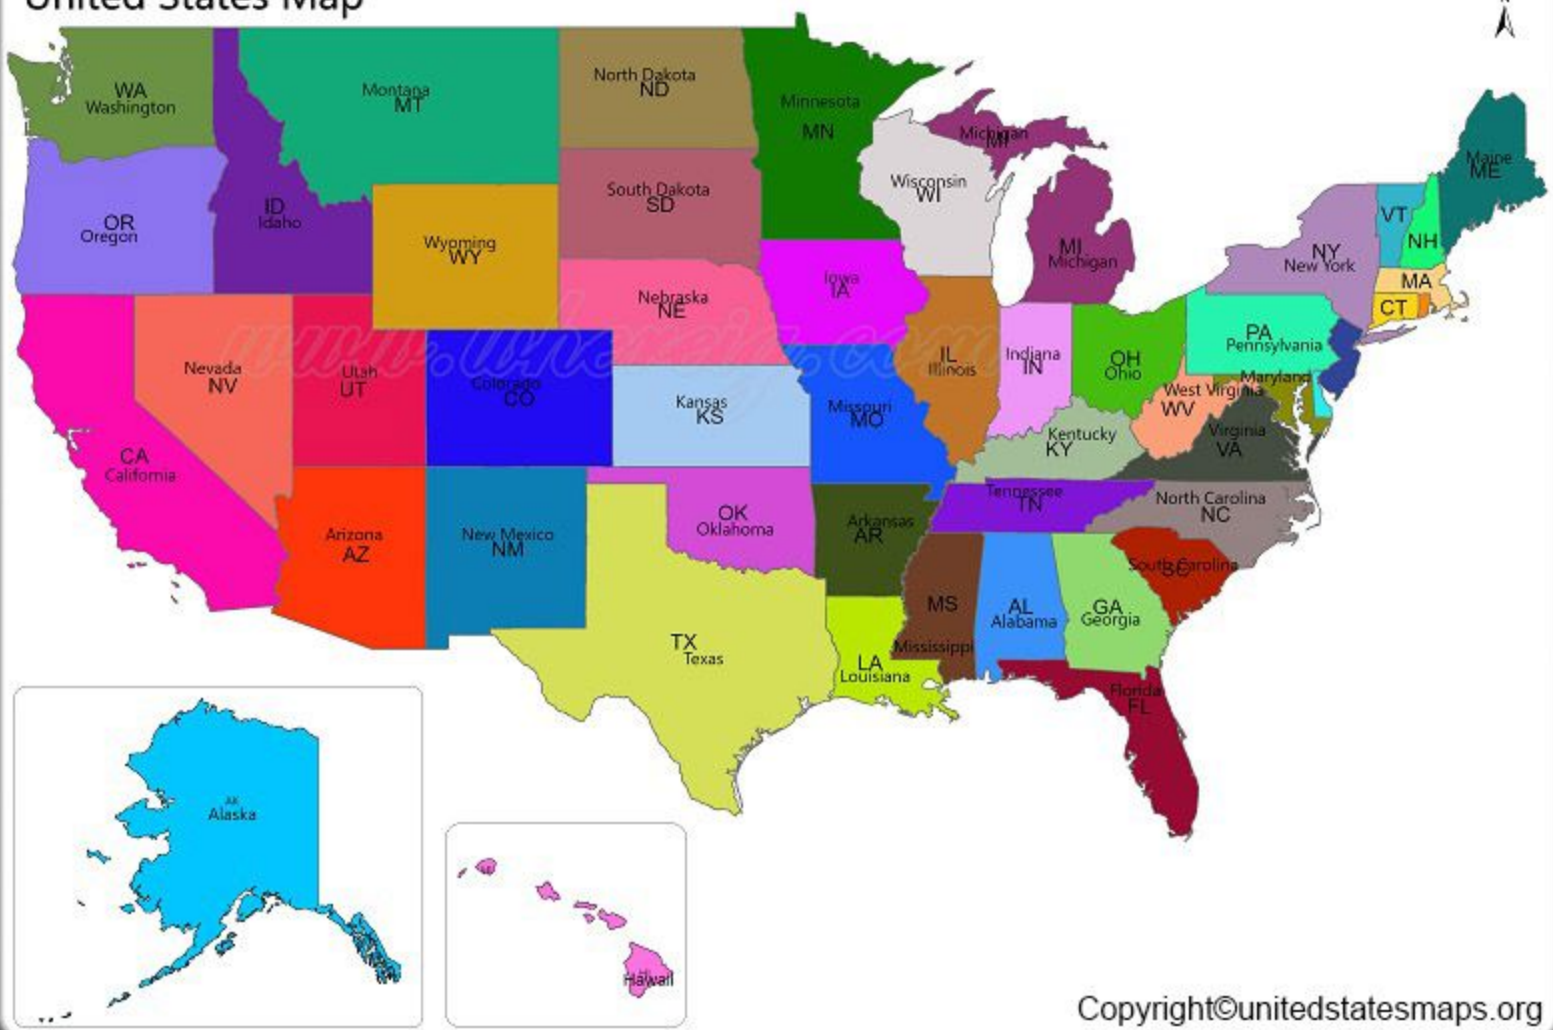 United States Map
N
WA
Washington
Montana
MT
North Dakota
ND
Minnesota
MN
Michigan
MI
Maine
ME
OR
Oregon
ID
Idaho
Wyoming
WY
South Dakota
SD
Wisconsin
WI
MI
Michigan
VT
NH
NY
New York
MA
CT
Nebraska
NE
Iowa
IA
Nevada
NV
Utah
UT
Colorado
CO
Kansas
KS
Missouri
MO
IL
Illinois
Indiana
IN
OH
Ohio
PA
Pennsylvania
Maryland
West Virginia
WV
Virginia
VA
Kentucky
KY
CA
California
Arizona
AZ
New Mexico
NM
OK
Oklahoma
Arkansas
AR
Tennessee
TN
North Carolina
NC
South Carolina
SC
TX
Texas
LA
Louisiana
MS
Mississippi
AL
Alabama
GA
Georgia
Florida
FL
AK
Alaska
HI
Hawaii
Copyright©unitedstatesmaps.org